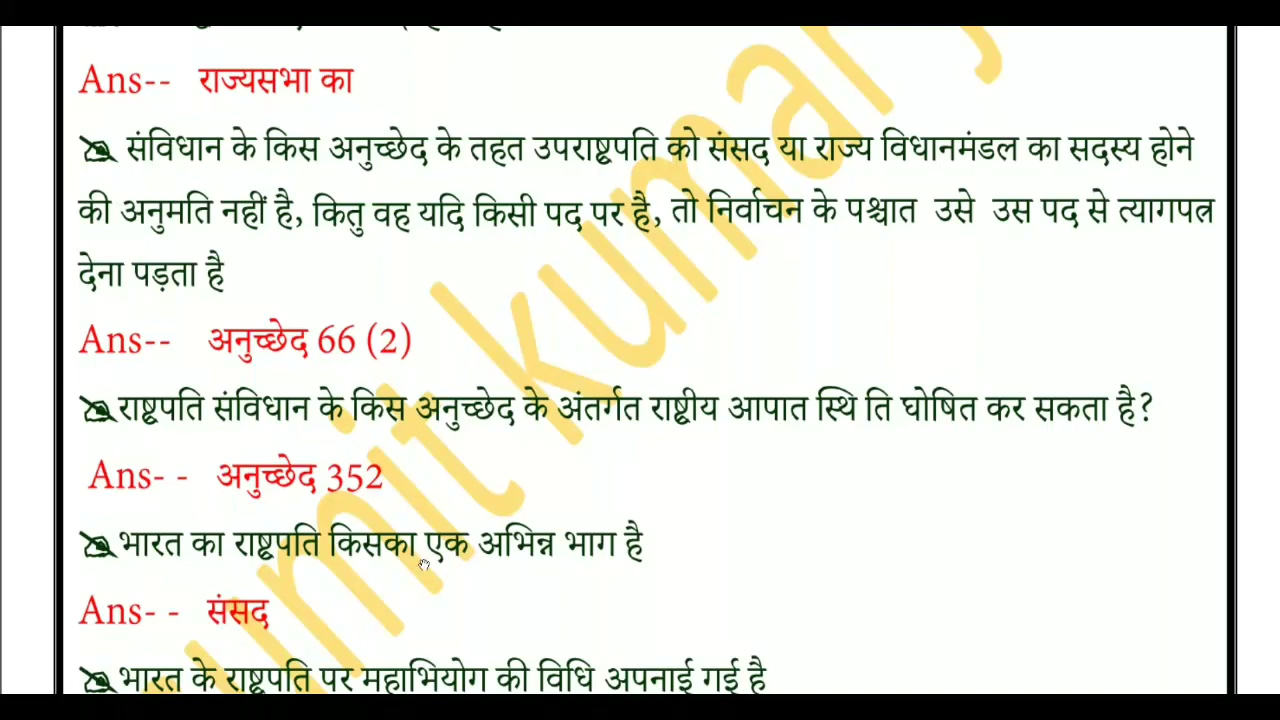 Ans-- राज्यसभा का
संविधान के किस अनुच्छेद के तहत उपराष्ट्रपति को संसद या राज्य विधानमंडल का सदस्य होने
की अनुमति नहीं है, कितु वह यदि किसी पद पर है, तो निर्वाचन के पश्चात उसे उस पद से त्यागपत्र
देना पड़ता है
Ans-- अनुच्छेद 66 (2)
राष्ट्रपति संविधान के किस अनुच्छेद के अंतर्गत राष्ट्रीय आपात स्थि ति घोषित कर सकता है?
Ans- - अनुच्छेद 352
भारत का राष्ट्रपति किसका एक अभिन्न भाग है
Ans- - संसद
भारत के राष्ट्रपति पर महाभियोग की विधि अपनाई गई है
umit kumar